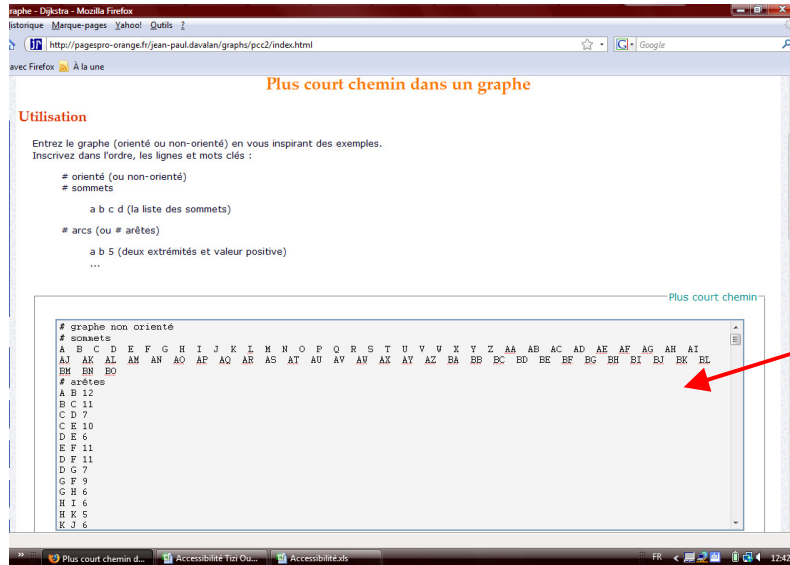 raphe - Dijkstra - Mozilla Firefox
istorique Marque-pages Yahoo! Outils ?
http://pagespro-orange.fr/jean-paul.davalan/graphs/pcc2/index.html
Google
avec Firefox À la une
Plus court chemin dans un graphe
Utilisation
Entrez le graphe (orienté ou non-orienté) en vous inspirant des exemples.
Inscrivez dans l'ordre, les lignes et mots clés :
# orienté (ou non-orienté)
# sommets
a b c d (la liste des sommets)
# arcs (ou # arêtes)
a b 5 (deux extrémités et valeur positive)
...
Plus court chemin
# graphe non orienté
# sommets
A B C D E F G H I J K L M N O P Q R S T U V W X Y Z AA AB AC AD AE AF AG AH AI
AJ AK AL AM AN AO AP AQ AR AS AT AU AV AW AX AY AZ BA BB BC BD BE BF BG BH BI BJ BK BL
BM BN BO
# arêtes
A B 12
B C 11
C D 7
C E 10
D E 6
E F 11
D F 11
D G 7
G F 9
G H 6
H I 6
H K 5
K J 6
» Plus court chemin d... Accessibilité Tizi Ou... Accessibilité.xls FR 12:42